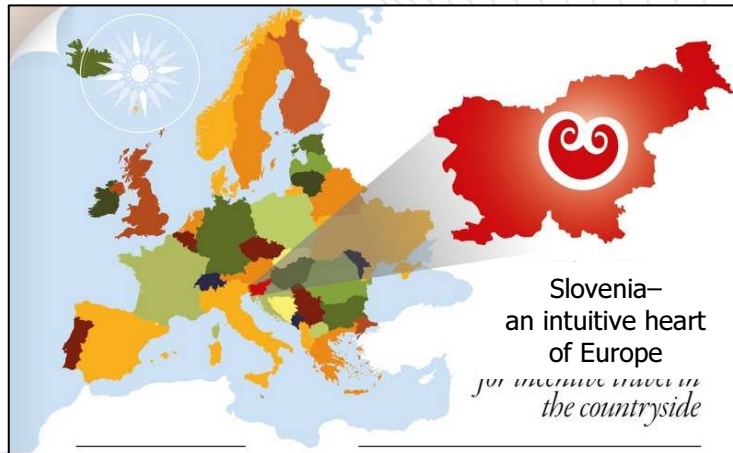 Slovenia–
an intuitive heart
of Europe
for incentive travel in
the countryside